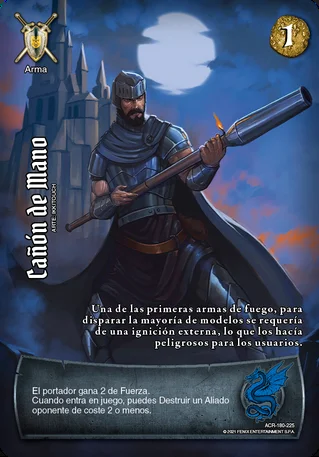 Arma
1
Cañón de Mano
ARTE: IKKITOUCH
Una de las primeras armas de fuego, para
disparar la mayoría de modelos se requería
de una ignición externa, lo que los hacía
peligrosos para los usuarios.
El portador gana 2 de Fuerza.
Cuando entra en juego, puedes Destruir un Aliado
oponente de coste 2 o menos.
ACR-180-225
© 2021 FENIX ENTERTAINMENT S.P.A.